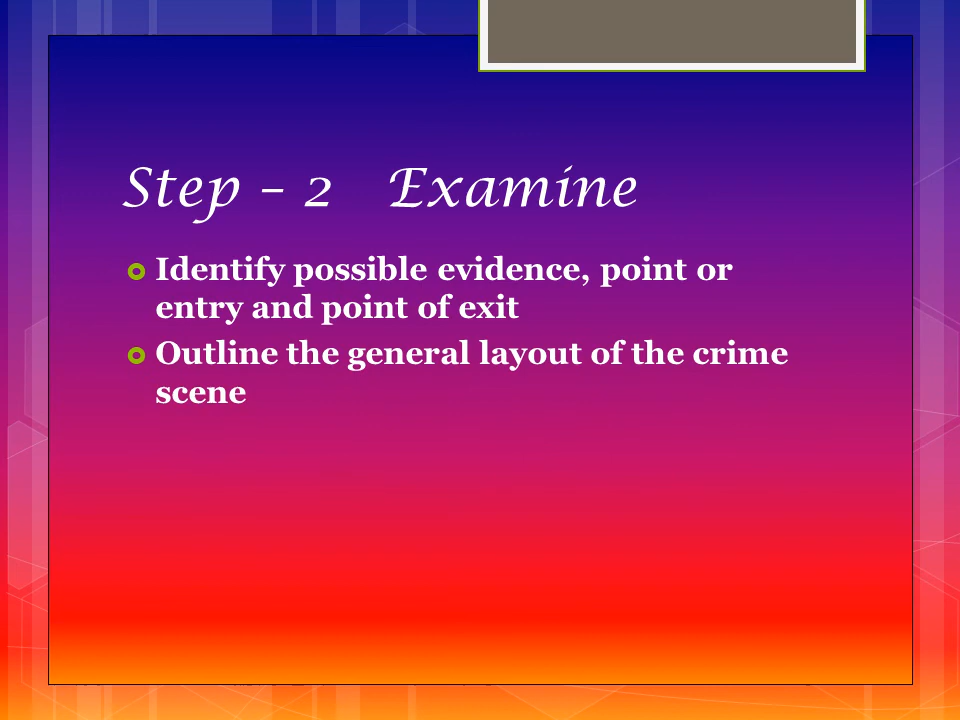 Step – 2 Examine
Identify possible evidence, point or
entry and point of exit
Outline the general layout of the crime
scene